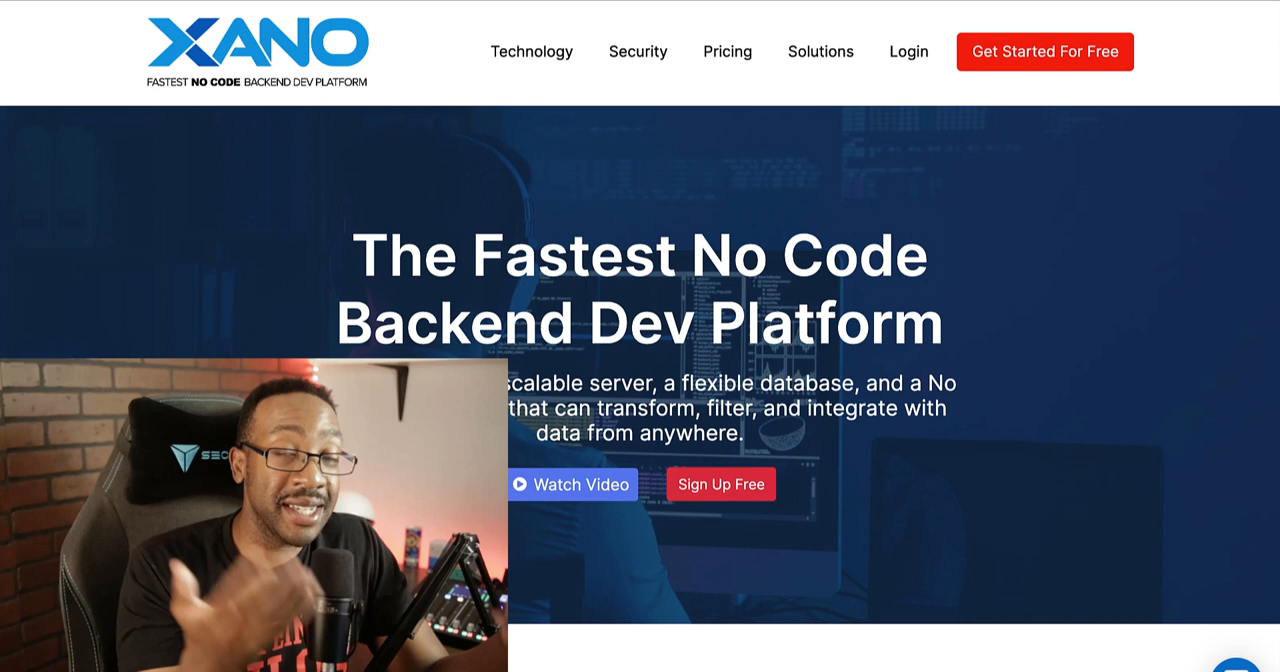 XANO
FASTEST NO CODE BACKEND DEV PLATFORM
Technology Security Pricing Solutions Login Get Started For Free
The Fastest No Code
Backend Dev Platform
scalable server, a flexible database, and a No
that can transform, filter, and integrate with
data from anywhere.
Watch Video Sign Up Free
SEC